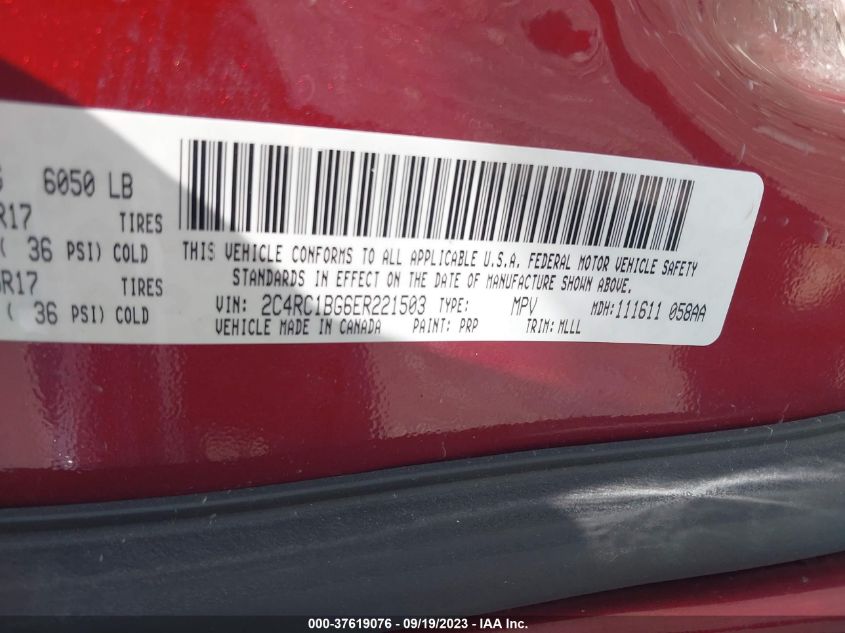 6050 LB
R17 TIRES
( 36 PSI) COLD
R17 TIRES
( 36 PSI) COLD
THIS VEHICLE CONFORMS TO ALL APPLICABLE U.S.A. FEDERAL MOTOR VEHICLE SAFETY
STANDARDS IN EFFECT ON THE DATE OF MANUFACTURE SHOWN ABOVE.
VIN: 2C4RC1BG6ER221503 TYPE: MPV MDH:111611 058AA
VEHICLE MADE IN CANADA PAINT: PRP TRIM: MLLL
000-37619076 - 09/19/2023 - IAA Inc.